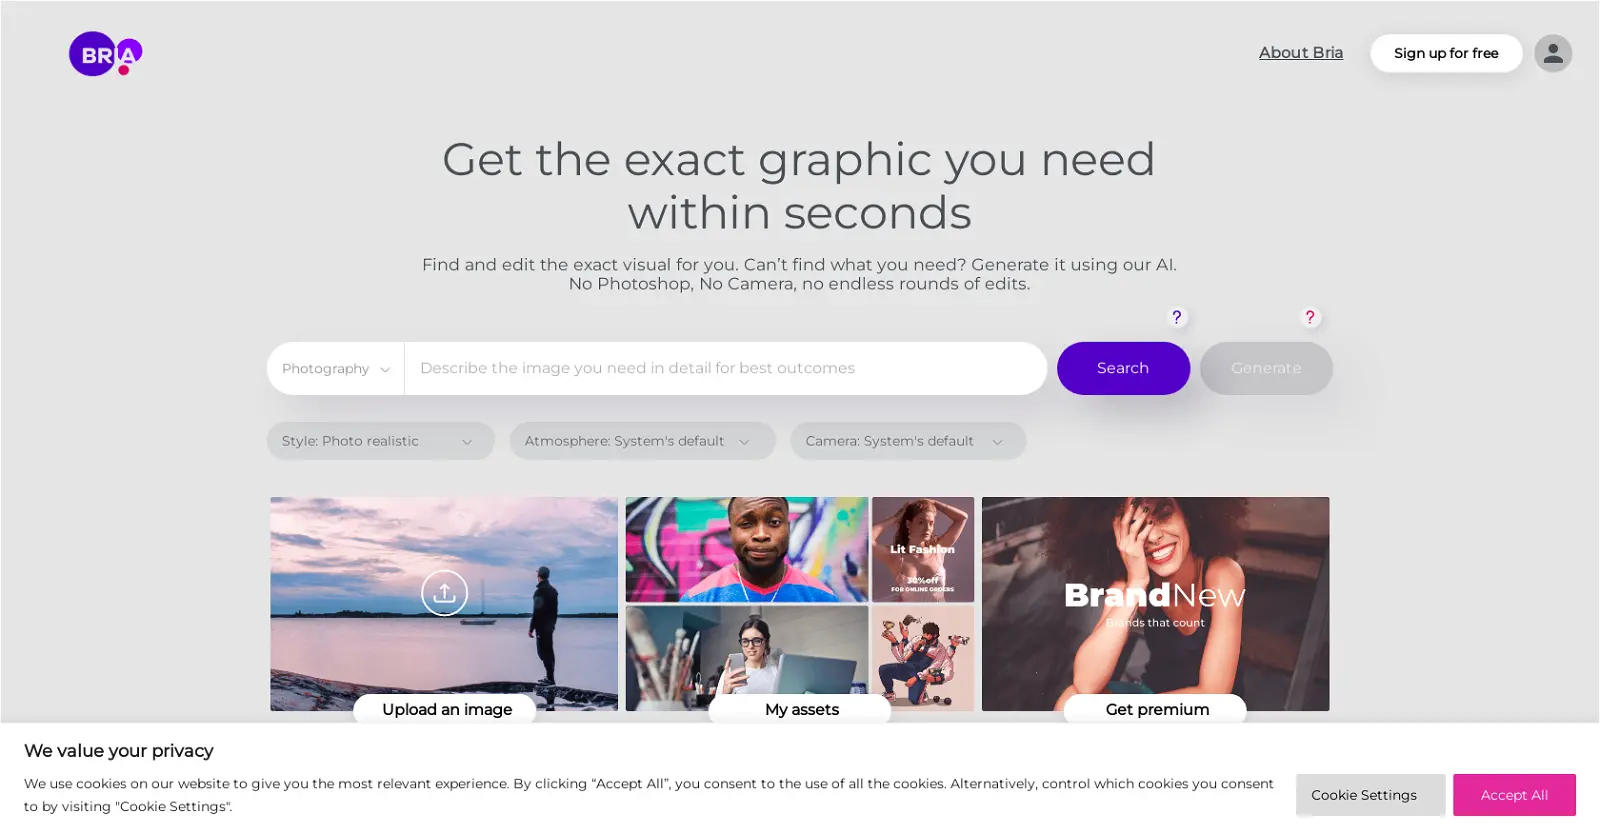 BRIA
About Bria
Sign up for free
Get the exact graphic you need
within seconds
Find and edit the exact visual for you. Can’t find what you need? Generate it using our AI.
No Photoshop, No Camera, no endless rounds of edits.
?
?
Photography
Describe the image you need in detail for best outcomes
Search
Generate
Style: Photo realistic
Atmosphere: System's default
Camera: System's default
Lit Fashion
30%off
FOR ONLINE ORDERS
BrandNew
Brands that count
Upload an image
My assets
Get premium
We value your privacy
We use cookies on our website to give you the most relevant experience. By clicking “Accept All”, you consent to the use of all the cookies. Alternatively, control which cookies you consent
to by visiting "Cookie Settings".
Cookie Settings
Accept All